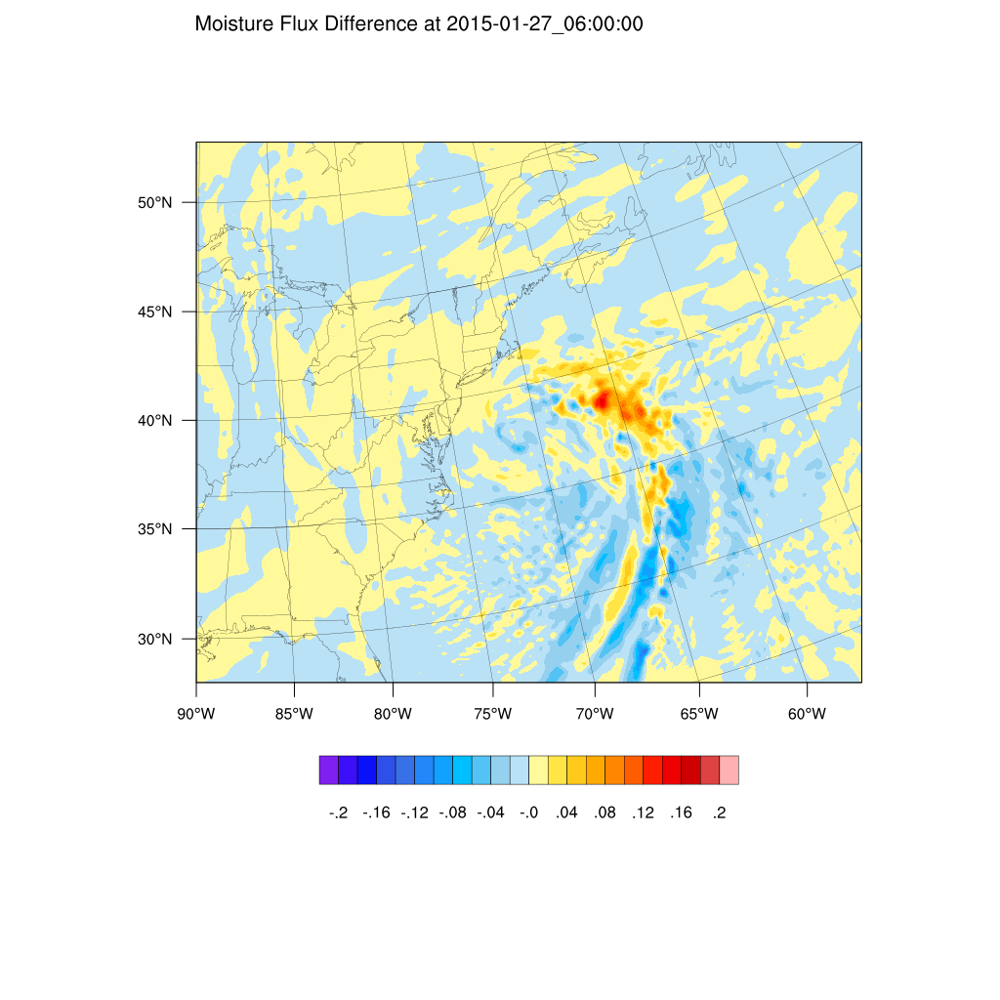 Moisture Flux Difference at 2015-01-27_06:00:00
50°N
45°N
40°N
35°N
30°N
90°W 85°W 80°W 75°W 70°W 65°W 60°W
-.2 -.16 -.12 -.08 -.04 -.0 .04 .08 .12 .16 .2